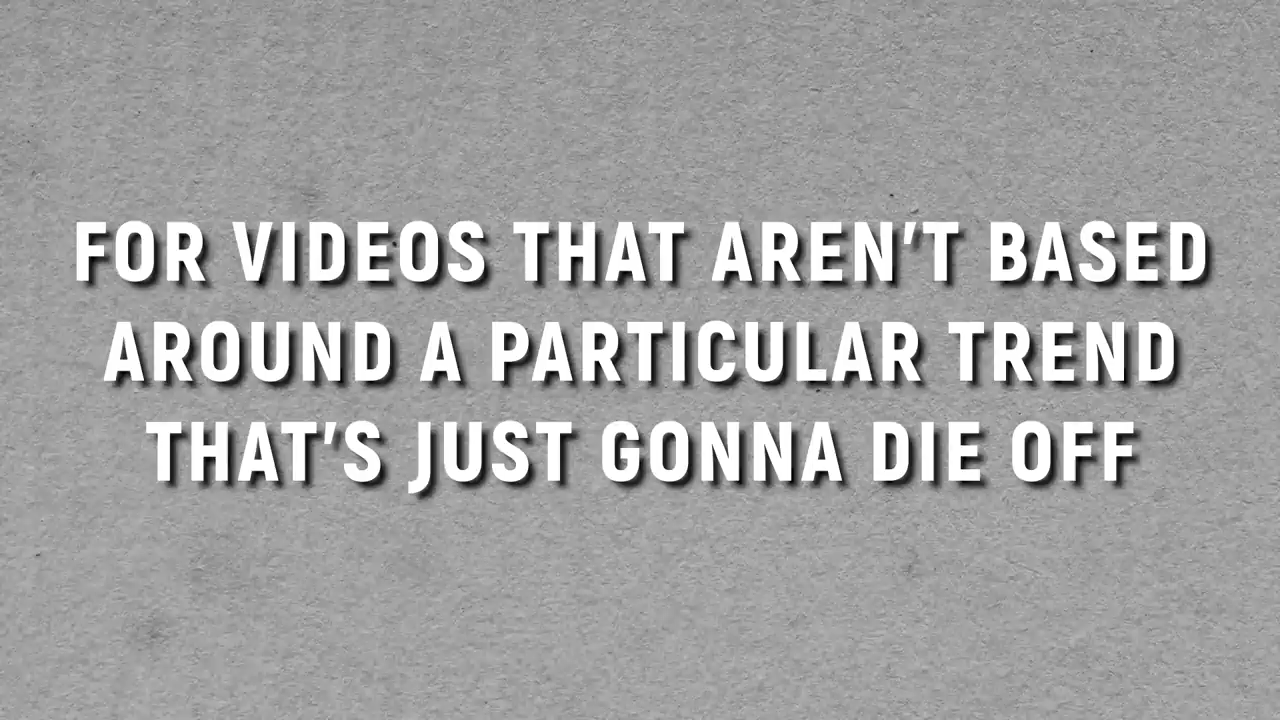 FOR VIDEOS THAT AREN'T BASED
AROUND A PARTICULAR TREND
THAT'S JUST GONNA DIE OFF